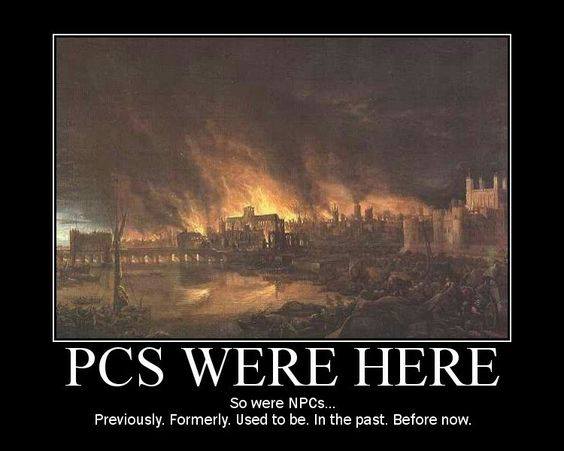 PCS WERE HERE
So were NPCs...
Previously. Formerly. Used to be. In the past. Before now.